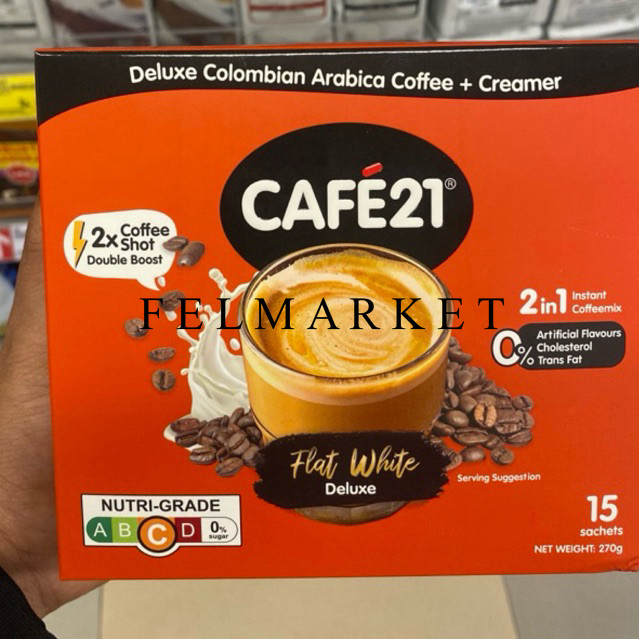 Deluxe Colombian Arabica Coffee + Creamer
CAFÉ21®
2x Coffee Shot
Double Boost
FELMARKET
2in1 Instant Coffeemix
0% Artificial Flavours
Cholesterol
Trans Fat
Flat White
Deluxe
Serving Suggestion
NUTRI-GRADE
A B C D 0% sugar
15
sachets
NET WEIGHT: 270g